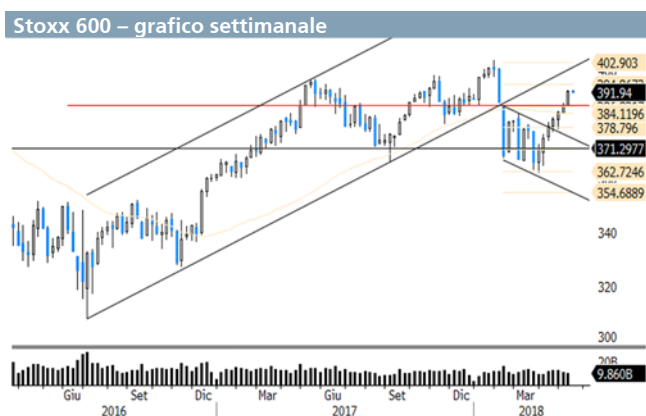 Stoxx 600 – grafico settimanale
402.903
391.94
384.1196
378.796
371.2977
362.7246
354.6889
340
320
300
20B
9.860B
Giu Set Dic Mar Giu Set Dic Mar
2016 2017 2018